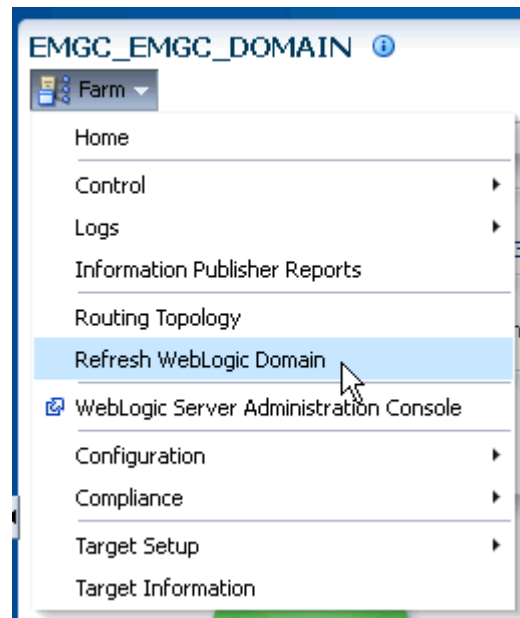 EMGC_EMGC_DOMAIN
Farm
Home
Control
Logs
Information Publisher Reports
Routing Topology
Refresh WebLogic Domain
WebLogic Server Administration Console
Configuration
Compliance
Target Setup
Target Information